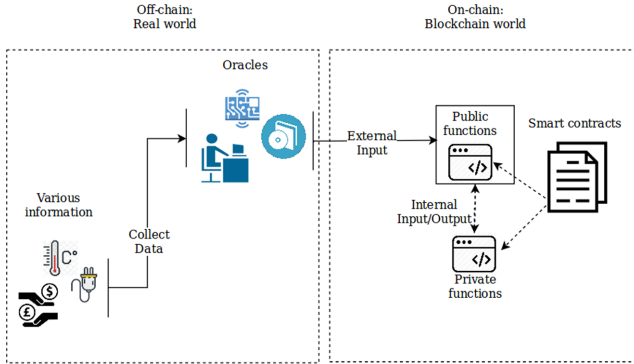 Off-chain:
Real world
On-chain:
Blockchain world
Oracles
Public
functions
</>
Smart contracts
External
Input
Various
information
C°
$
£
Collect
Data
Internal
Input/Output
</>
Private
functions